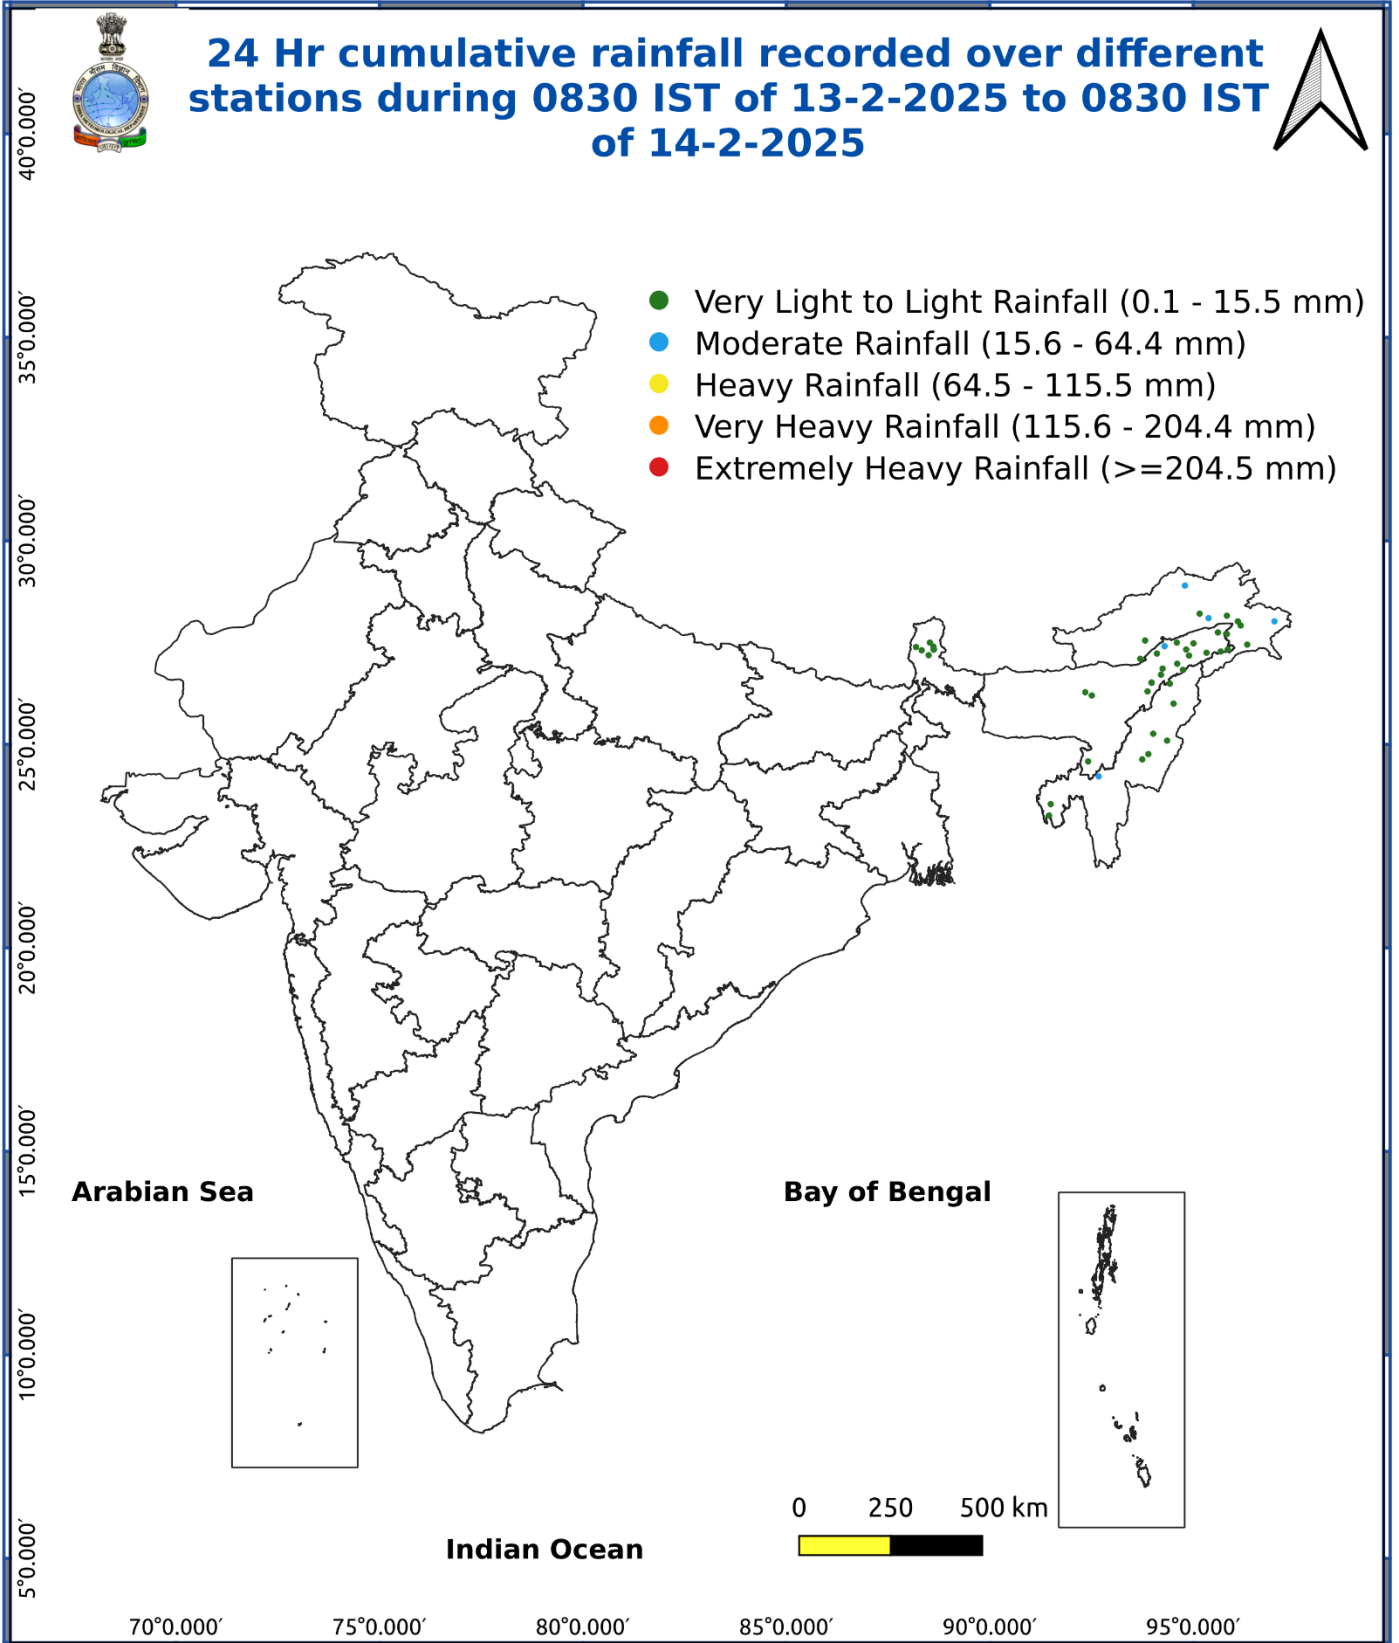 24 Hr cumulative rainfall recorded over different
stations during 0830 IST of 13-2-2025 to 0830 IST
of 14-2-2025
40°0.000′
35°0.000′
30°0.000′
25°0.000′
20°0.000′
15°0.000′
10°0.000′
5°0.000′
Very Light to Light Rainfall (0.1 - 15.5 mm)
Moderate Rainfall (15.6 - 64.4 mm)
Heavy Rainfall (64.5 - 115.5 mm)
Very Heavy Rainfall (115.6 - 204.4 mm)
Extremely Heavy Rainfall (>=204.5 mm)
Arabian Sea
Bay of Bengal
0 250 500 km
Indian Ocean
70°0.000′ 75°0.000′ 80°0.000′ 85°0.000′ 90°0.000′ 95°0.000′